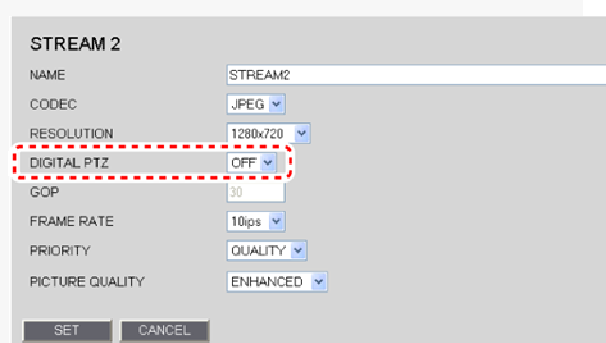 STREAM 2
NAME STREAM2
CODEC JPEG
RESOLUTION 1280x720
DIGITAL PTZ OFF
GOP 30
FRAME RATE 10ips
PRIORITY QUALITY
PICTURE QUALITY ENHANCED
SET CANCEL